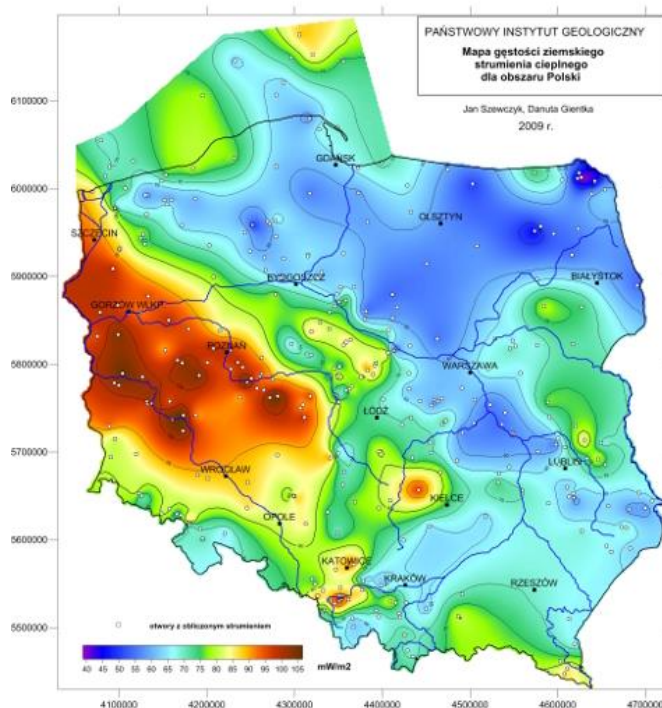 PAŃSTWOWY INSTYTUT GEOLOGICZNY
Mapa gęstości ziemskiego
strumienia cieplnego
dla obszaru Polski
Jan Szewczyk, Danuta Gientka
2009 r.
6100000
GDAŃSK
6000000
OLSZTYN
SZCZECIN
5900000
BYDGOSZCZ
BIAŁYSTOK
GORZÓW WLKP
5800000
POZNAŃ
WARSZAWA
ŁÓDŹ
5700000
WROCŁAW
LUBLIN
KIELCE
OPOLE
5600000
KATOWICE
KRAKÓW
RZESZÓW
5500000
otwory z obliczonym strumieniem
40 45 50 55 60 65 70 75 80 85 90 95 100 105 mW/m2
4100000 4200000 4300000 4400000 4500000 4600000 4700000